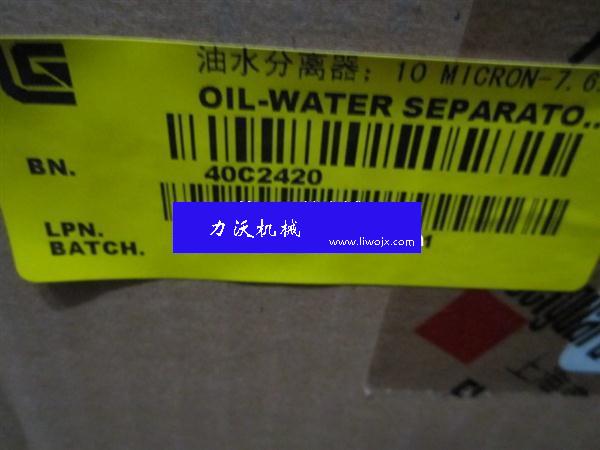 油水分离器; 10 MICRON-7.6
OIL-WATER SEPARATO...
BN.
40C2420
LPN.
BATCH.
力沃机械
www.liwojx.com